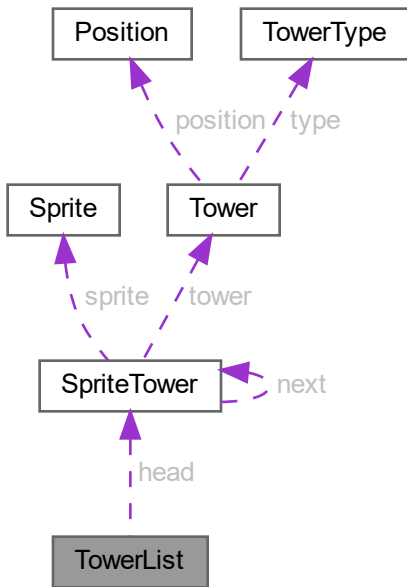 Position
TowerType
position
type
Sprite
Tower
sprite
tower
SpriteTower
next
head
TowerList